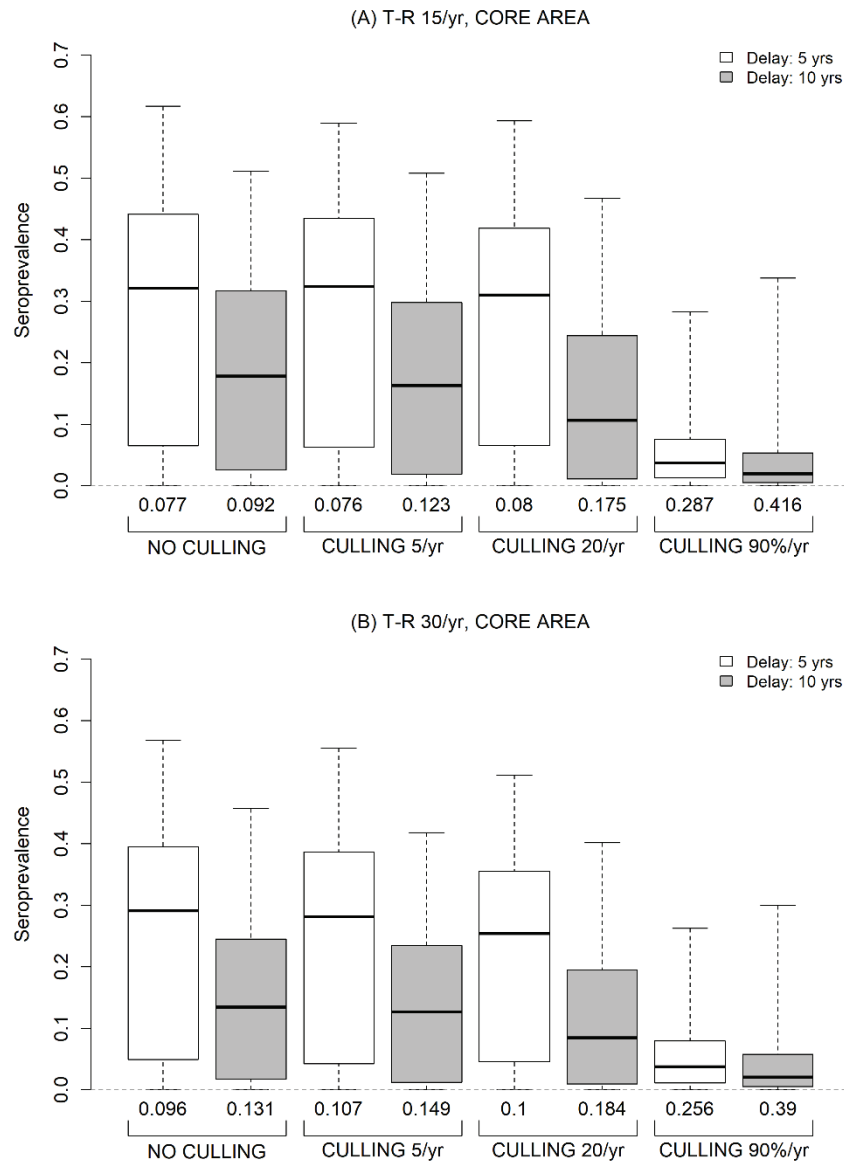 (A) T-R 15/yr, CORE AREA
Delay: 5 yrs
Delay: 10 yrs
Seroprevalence
0.7
0.6
0.5
0.4
0.3
0.2
0.1
0.0
0.077 0.092 0.076 0.123 0.08 0.175 0.287 0.416
NO CULLING CULLING 5/yr CULLING 20/yr CULLING 90%/yr
(B) T-R 30/yr, CORE AREA
Delay: 5 yrs
Delay: 10 yrs
Seroprevalence
0.7
0.6
0.5
0.4
0.3
0.2
0.1
0.0
0.096 0.131 0.107 0.149 0.1 0.184 0.256 0.39
NO CULLING CULLING 5/yr CULLING 20/yr CULLING 90%/yr